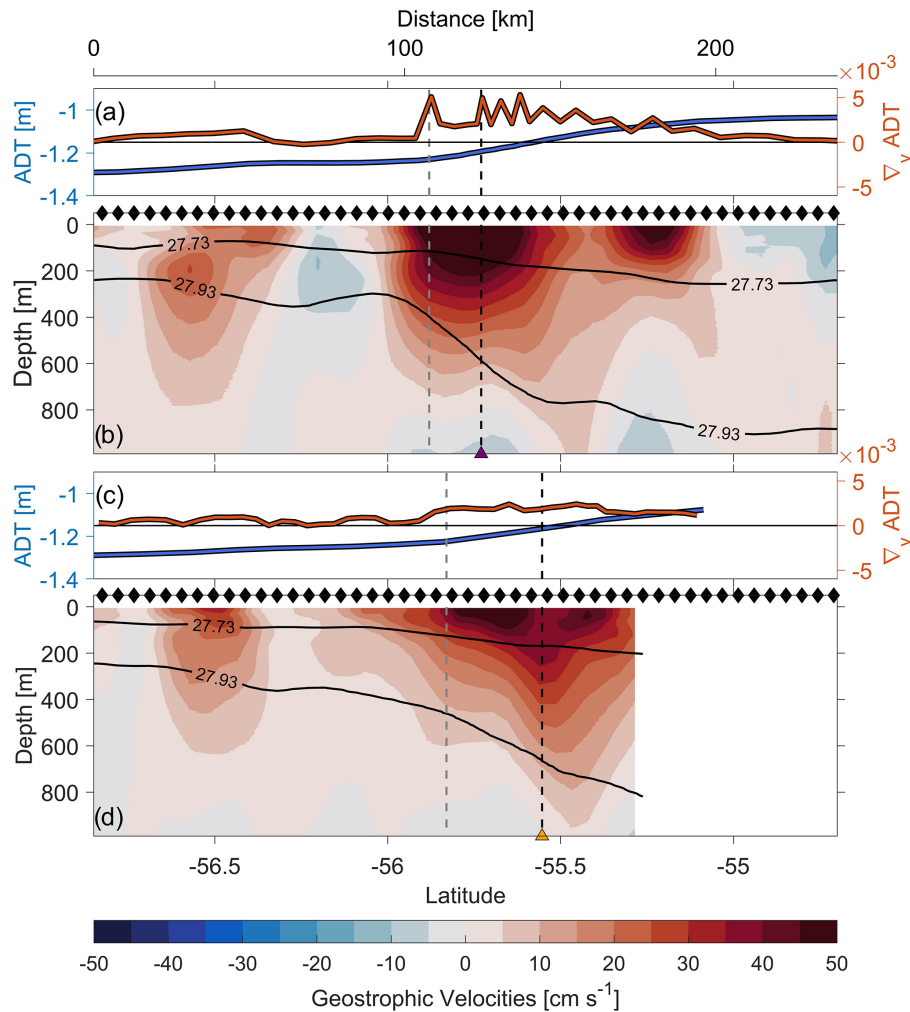 Distance [km]
0 100 200
×10⁻³
(a)
ADT [m]
-1
-1.2
-1.4
5
0
-5
∇ᵥ ADT
(b)
Depth [m]
0
200
400
600
800
27.73
27.93
27.73
27.93
×10⁻³
(c)
ADT [m]
-1
-1.2
-1.4
5
0
-5
∇ᵥ ADT
(d)
Depth [m]
0
200
400
600
800
27.73
27.93
-56.5 -56 -55.5 -55
Latitude
-50 -40 -30 -20 -10 0 10 20 30 40 50
Geostrophic Velocities [cm s⁻¹]